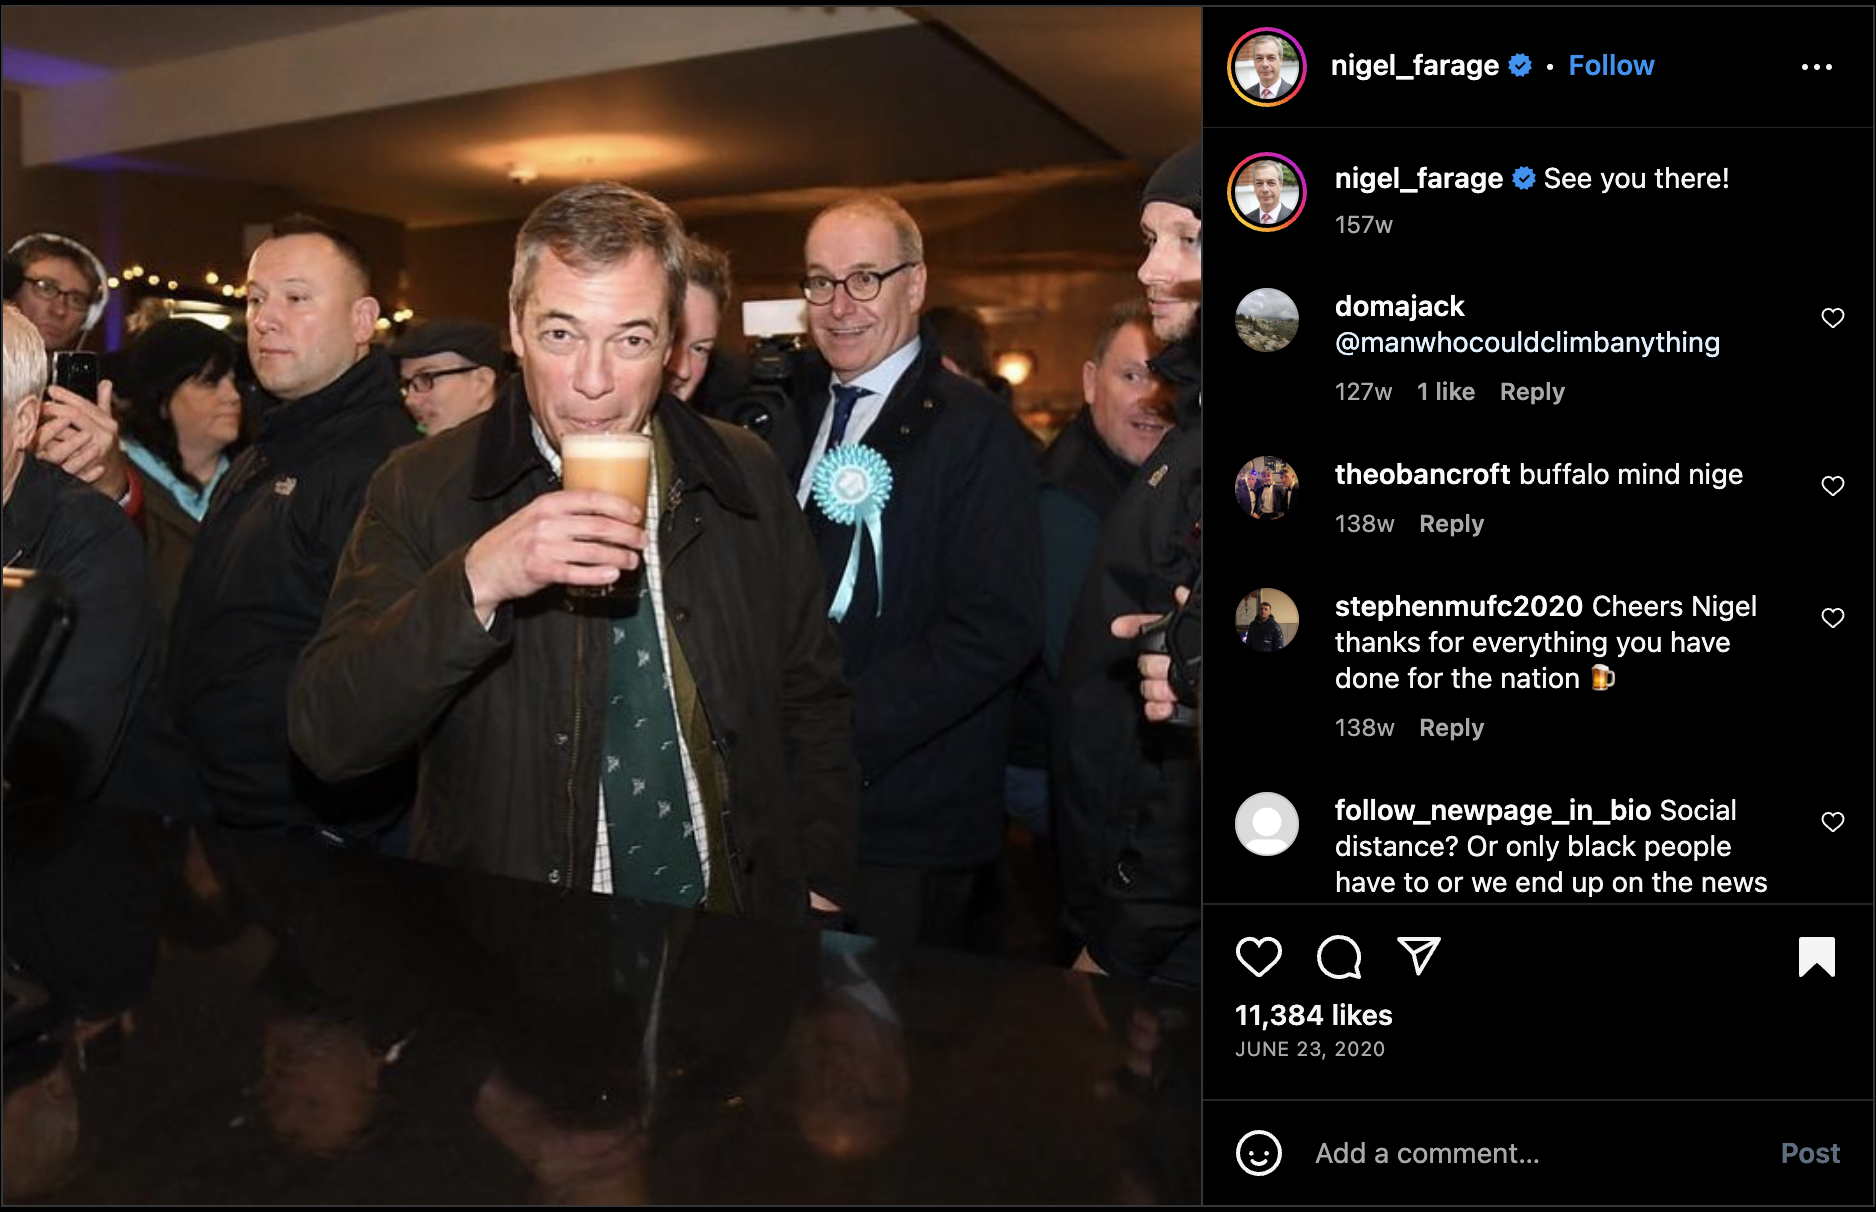 nigel_farage • Follow
nigel_farage See you there!
157w
domajack
@manwhocouldclimbanything
127w 1 like Reply
theobancroft buffalo mind nige
138w Reply
stephenmufc2020 Cheers Nigel
thanks for everything you have
done for the nation 🍺
138w Reply
follow_newpage_in_bio Social
distance? Or only black people
have to or we end up on the news
11,384 likes
JUNE 23, 2020
Add a comment... Post